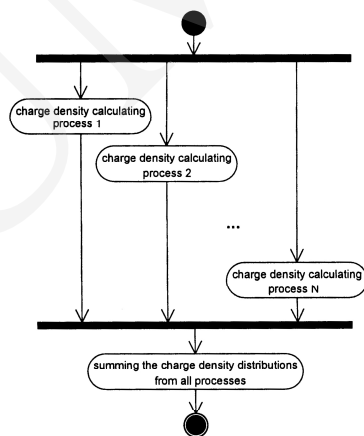 charge density calculating
process 1
charge density calculating
process 2
...
charge density calculating
process N
summing the charge density distributions
from all processes